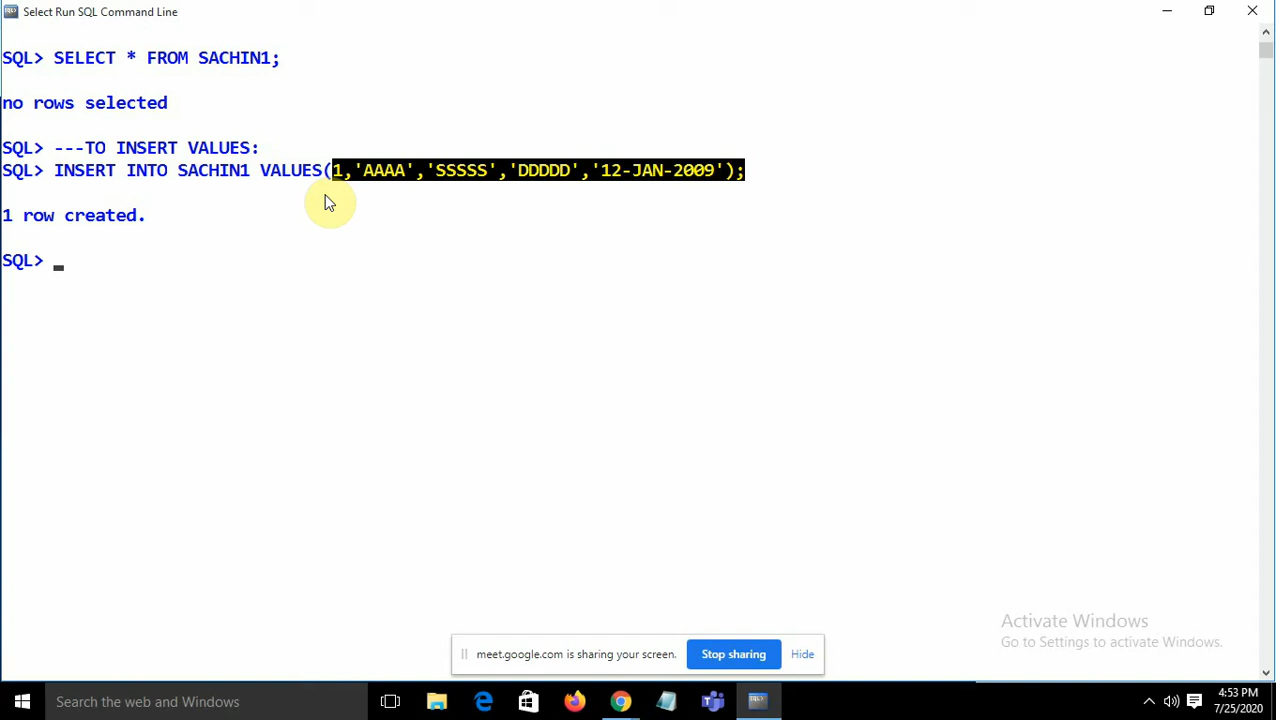 Select Run SQL Command Line
SQL> SELECT * FROM SACHIN1;
no rows selected
SQL> ---TO INSERT VALUES:
SQL> INSERT INTO SACHIN1 VALUES(1,'AAAA','SSSSS','DDDDD','12-JAN-2009');
1 row created.
SQL>
Activate Windows
Go to Settings to activate Windows.
meet.google.com is sharing your screen. Stop sharing Hide
Search the web and Windows
4:53 PM
7/25/2020